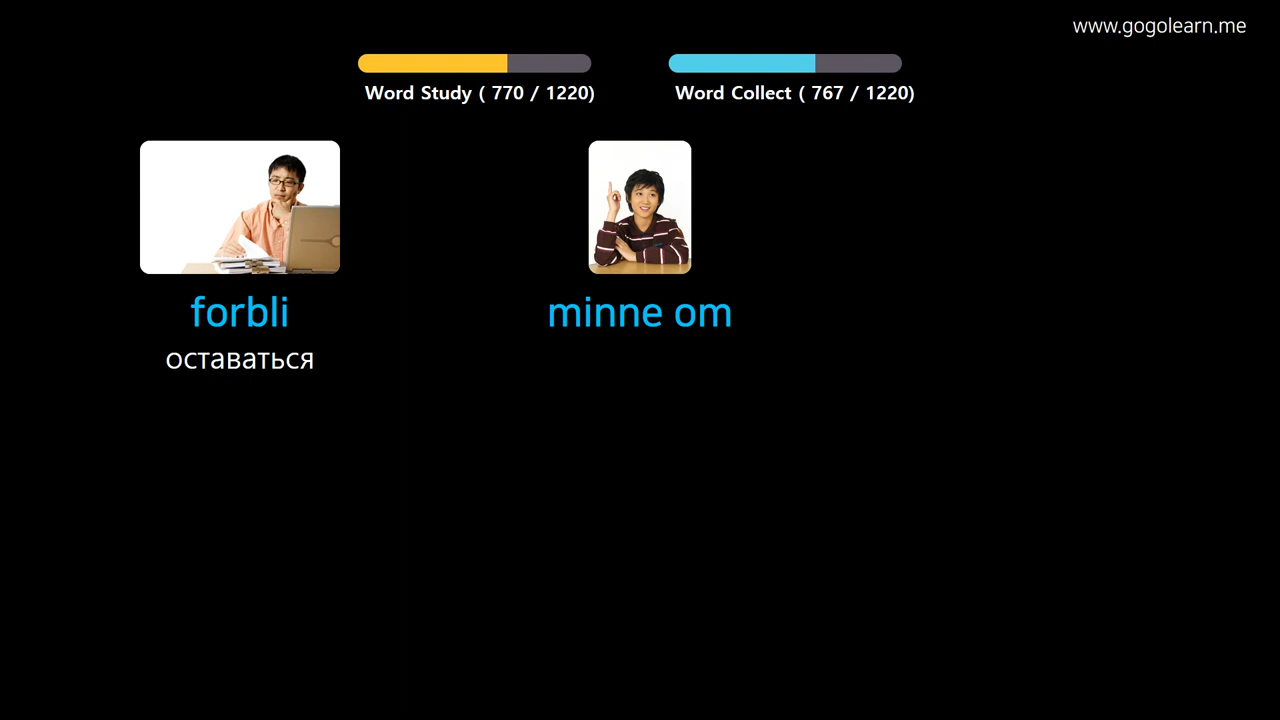 www.gogolearn.me
Word Study ( 770 / 1220)
Word Collect ( 767 / 1220)
forbli
оставаться
minne om